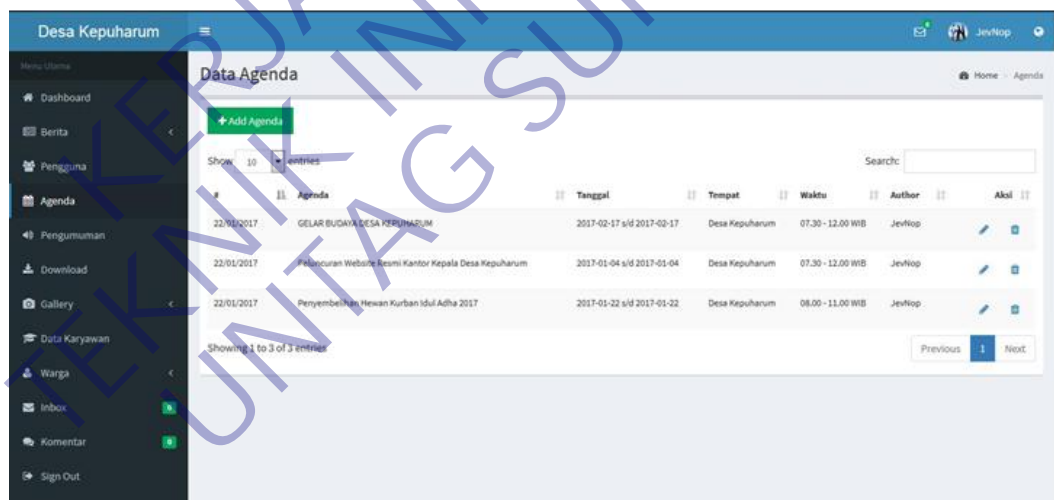 Desa Kepuharum
JevNop
Menu Utama
Data Agenda
Home > Agenda
Dashboard
+ Add Agenda
Berita
Show 10 entries
Search:
Pengguna
# Agenda Tanggal Tempat Waktu Author Aksi
Agenda
22/01/2017 GELAR BUDAYA DESA KEPUHARUM 2017-02-17 s/d 2017-02-17 Desa Kepuharum 07.30 - 12.00 WIB JevNop
Pengumuman
22/01/2017 Peluncuran Website Resmi Kantor Kepala Desa Kepuharum 2017-01-04 s/d 2017-01-04 Desa Kepuharum 07.30 - 12.00 WIB JevNop
Download
Gallery
22/01/2017 Penyembelihan Hewan Kurban Idul Adha 2017 2017-01-22 s/d 2017-01-22 Desa Kepuharum 08.00 - 11.00 WIB JevNop
Data Karyawan
Showing 1 to 3 of 3 entries
Previous 1 Next
Warga
Inbox
Komentar
Sign Out
TEKNIK IN
UNTAG SU
KERJA